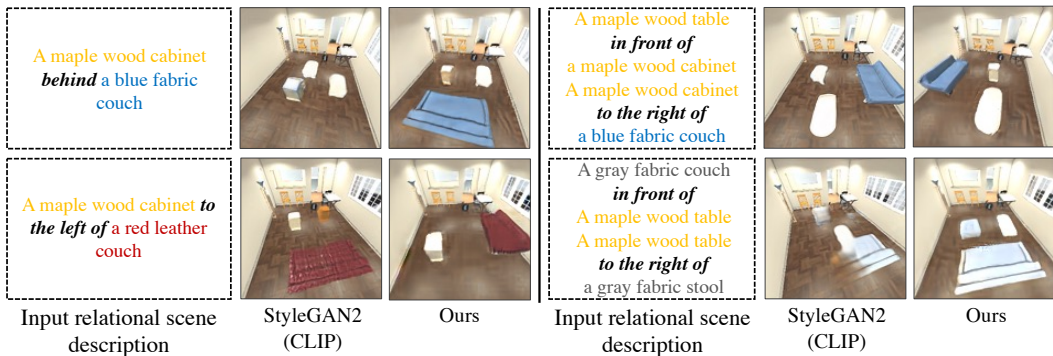 A maple wood cabinet
behind a blue fabric
couch
A maple wood table
in front of
a maple wood cabinet
A maple wood cabinet
to the right of
a blue fabric couch
A maple wood cabinet to
the left of a red leather
couch
A gray fabric couch
in front of
A maple wood table
A maple wood table
to the right of
a gray fabric stool
Input relational scene
description
StyleGAN2
(CLIP)
Ours
Input relational scene
description
StyleGAN2
(CLIP)
Ours